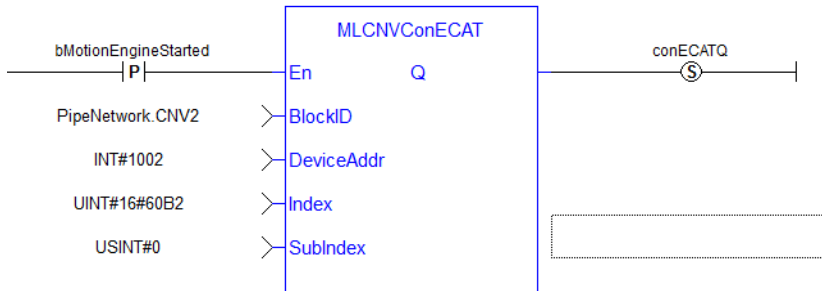 MLCNVConECAT
bMotionEngineStarted
conECATQ
P
En
Q
S
PipeNetwork.CNV2
BlockID
INT#1002
DeviceAddr
UINT#16#60B2
Index
USINT#0
SubIndex